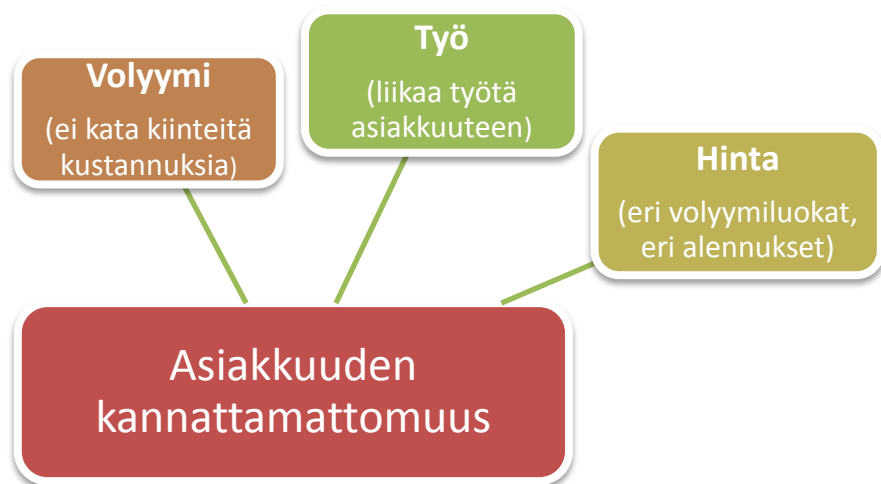 Volyymi
(ei kata kiinteitä
kustannuksia)
Työ
(liikaa työtä
asiakkuuteen)
Hinta
(eri volyymiluokat,
eri alennukset)
Asiakkuuden
kannattamattomuus